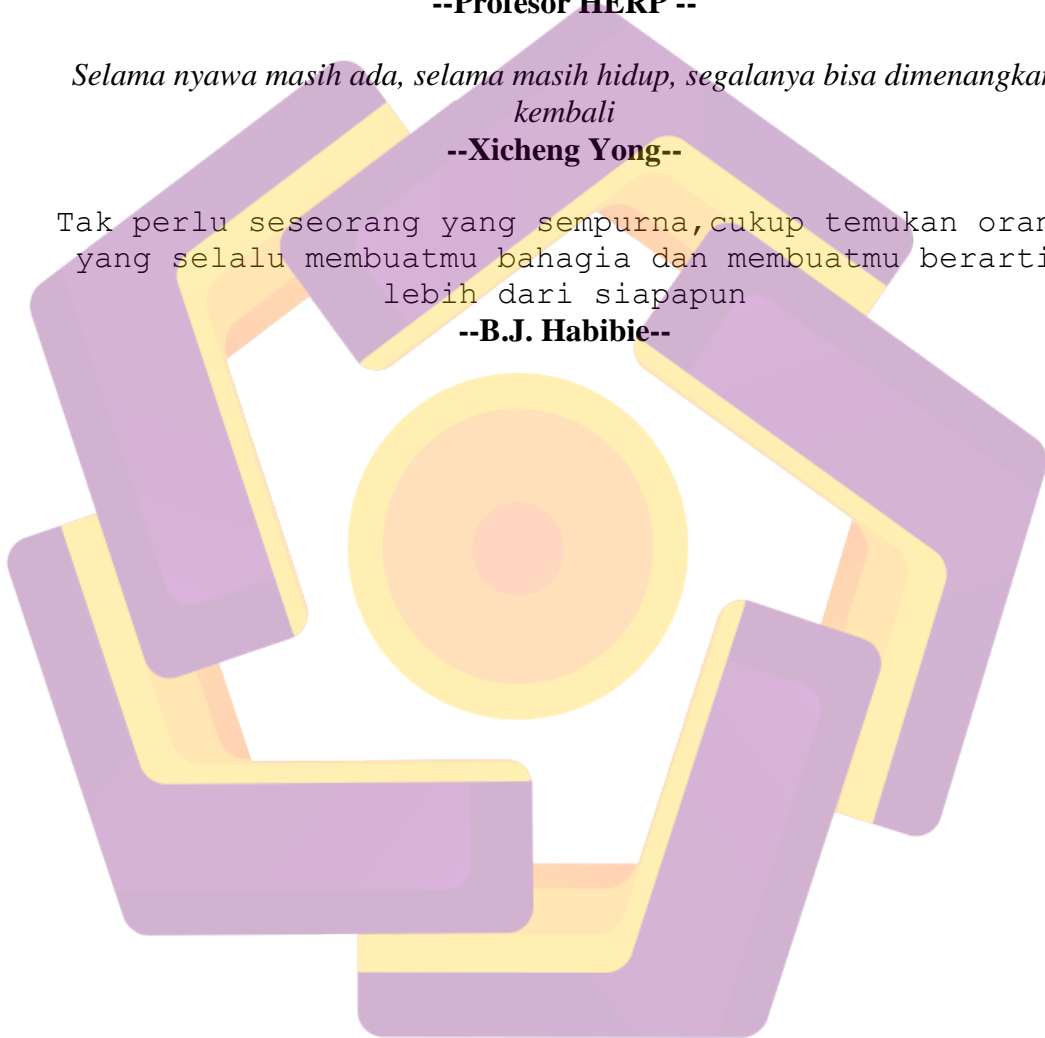 --Profesor HERP --
Selama nyawa masih ada, selama masih hidup, segalanya bisa dimenangkan
kembali
--Xicheng Yong--
Tak perlu seseorang yang sempurna,cukup temukan oran
yang selalu membuatmu bahagia dan membuatmu berarti
lebih dari siapapun
--B.J. Habibie--